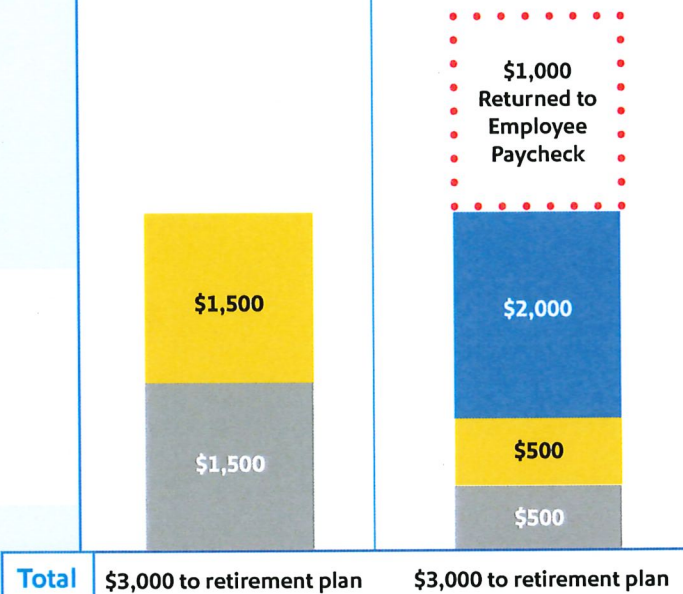 $1,000
Returned to
Employee
Paycheck
$1,500
$2,000
$500
$1,500
$500
Total
$3,000 to retirement plan
$3,000 to retirement plan